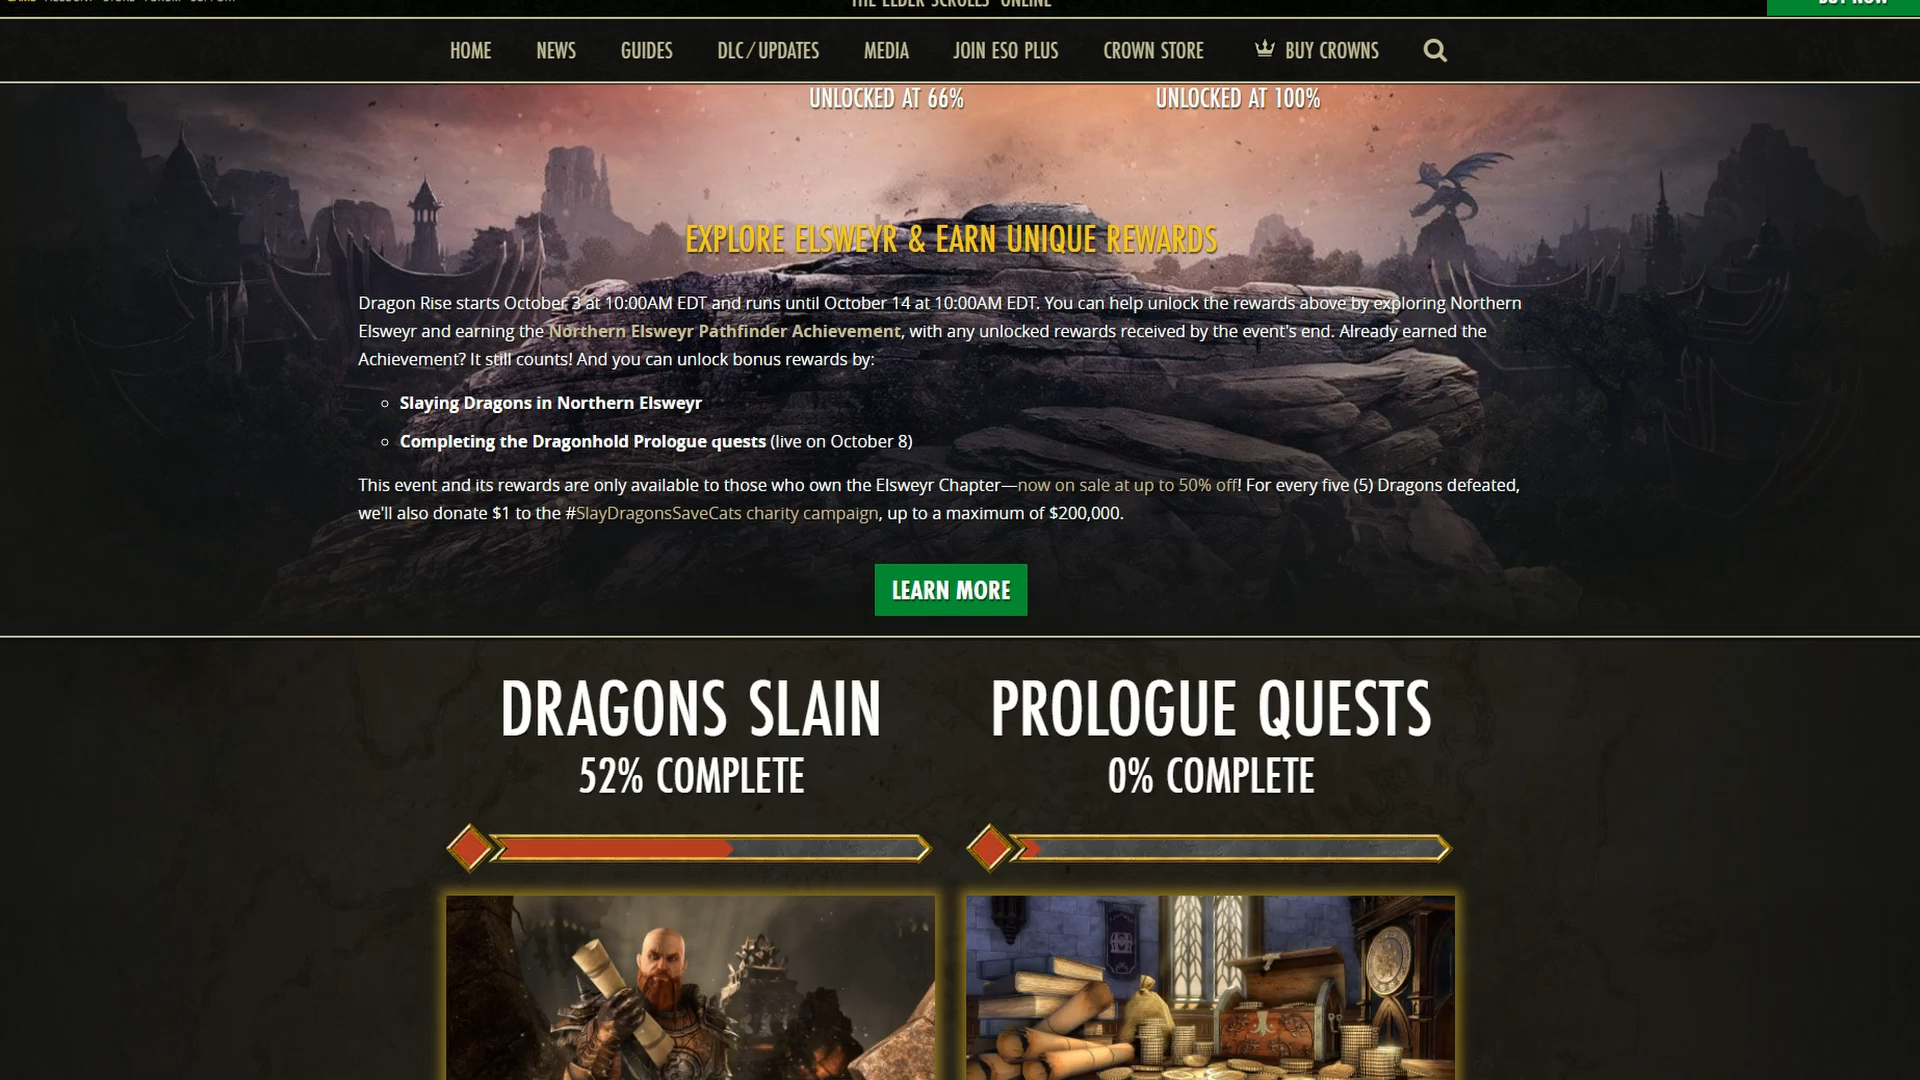 THE ELDER SCROLLS ONLINE
BUY NOW
HOME NEWS GUIDES DLC/UPDATES MEDIA JOIN ESO PLUS CROWN STORE BUY CROWNS
UNLOCKED AT 66% UNLOCKED AT 100%
EXPLORE ELSWEYR & EARN UNIQUE REWARDS
Dragon Rise starts October 3 at 10:00AM EDT and runs until October 14 at 10:00AM EDT. You can help unlock the rewards above by exploring Northern
Elsweyr and earning the Northern Elsweyr Pathfinder Achievement, with any unlocked rewards received by the event's end. Already earned the
Achievement? It still counts! And you can unlock bonus rewards by:
Slaying Dragons in Northern Elsweyr
Completing the Dragonhold Prologue quests (live on October 8)
This event and its rewards are only available to those who own the Elsweyr Chapter—now on sale at up to 50% off! For every five (5) Dragons defeated,
we'll also donate $1 to the #SlayDragonsSaveCats charity campaign, up to a maximum of $200,000.
LEARN MORE
DRAGONS SLAIN PROLOGUE QUESTS
52% COMPLETE 0% COMPLETE